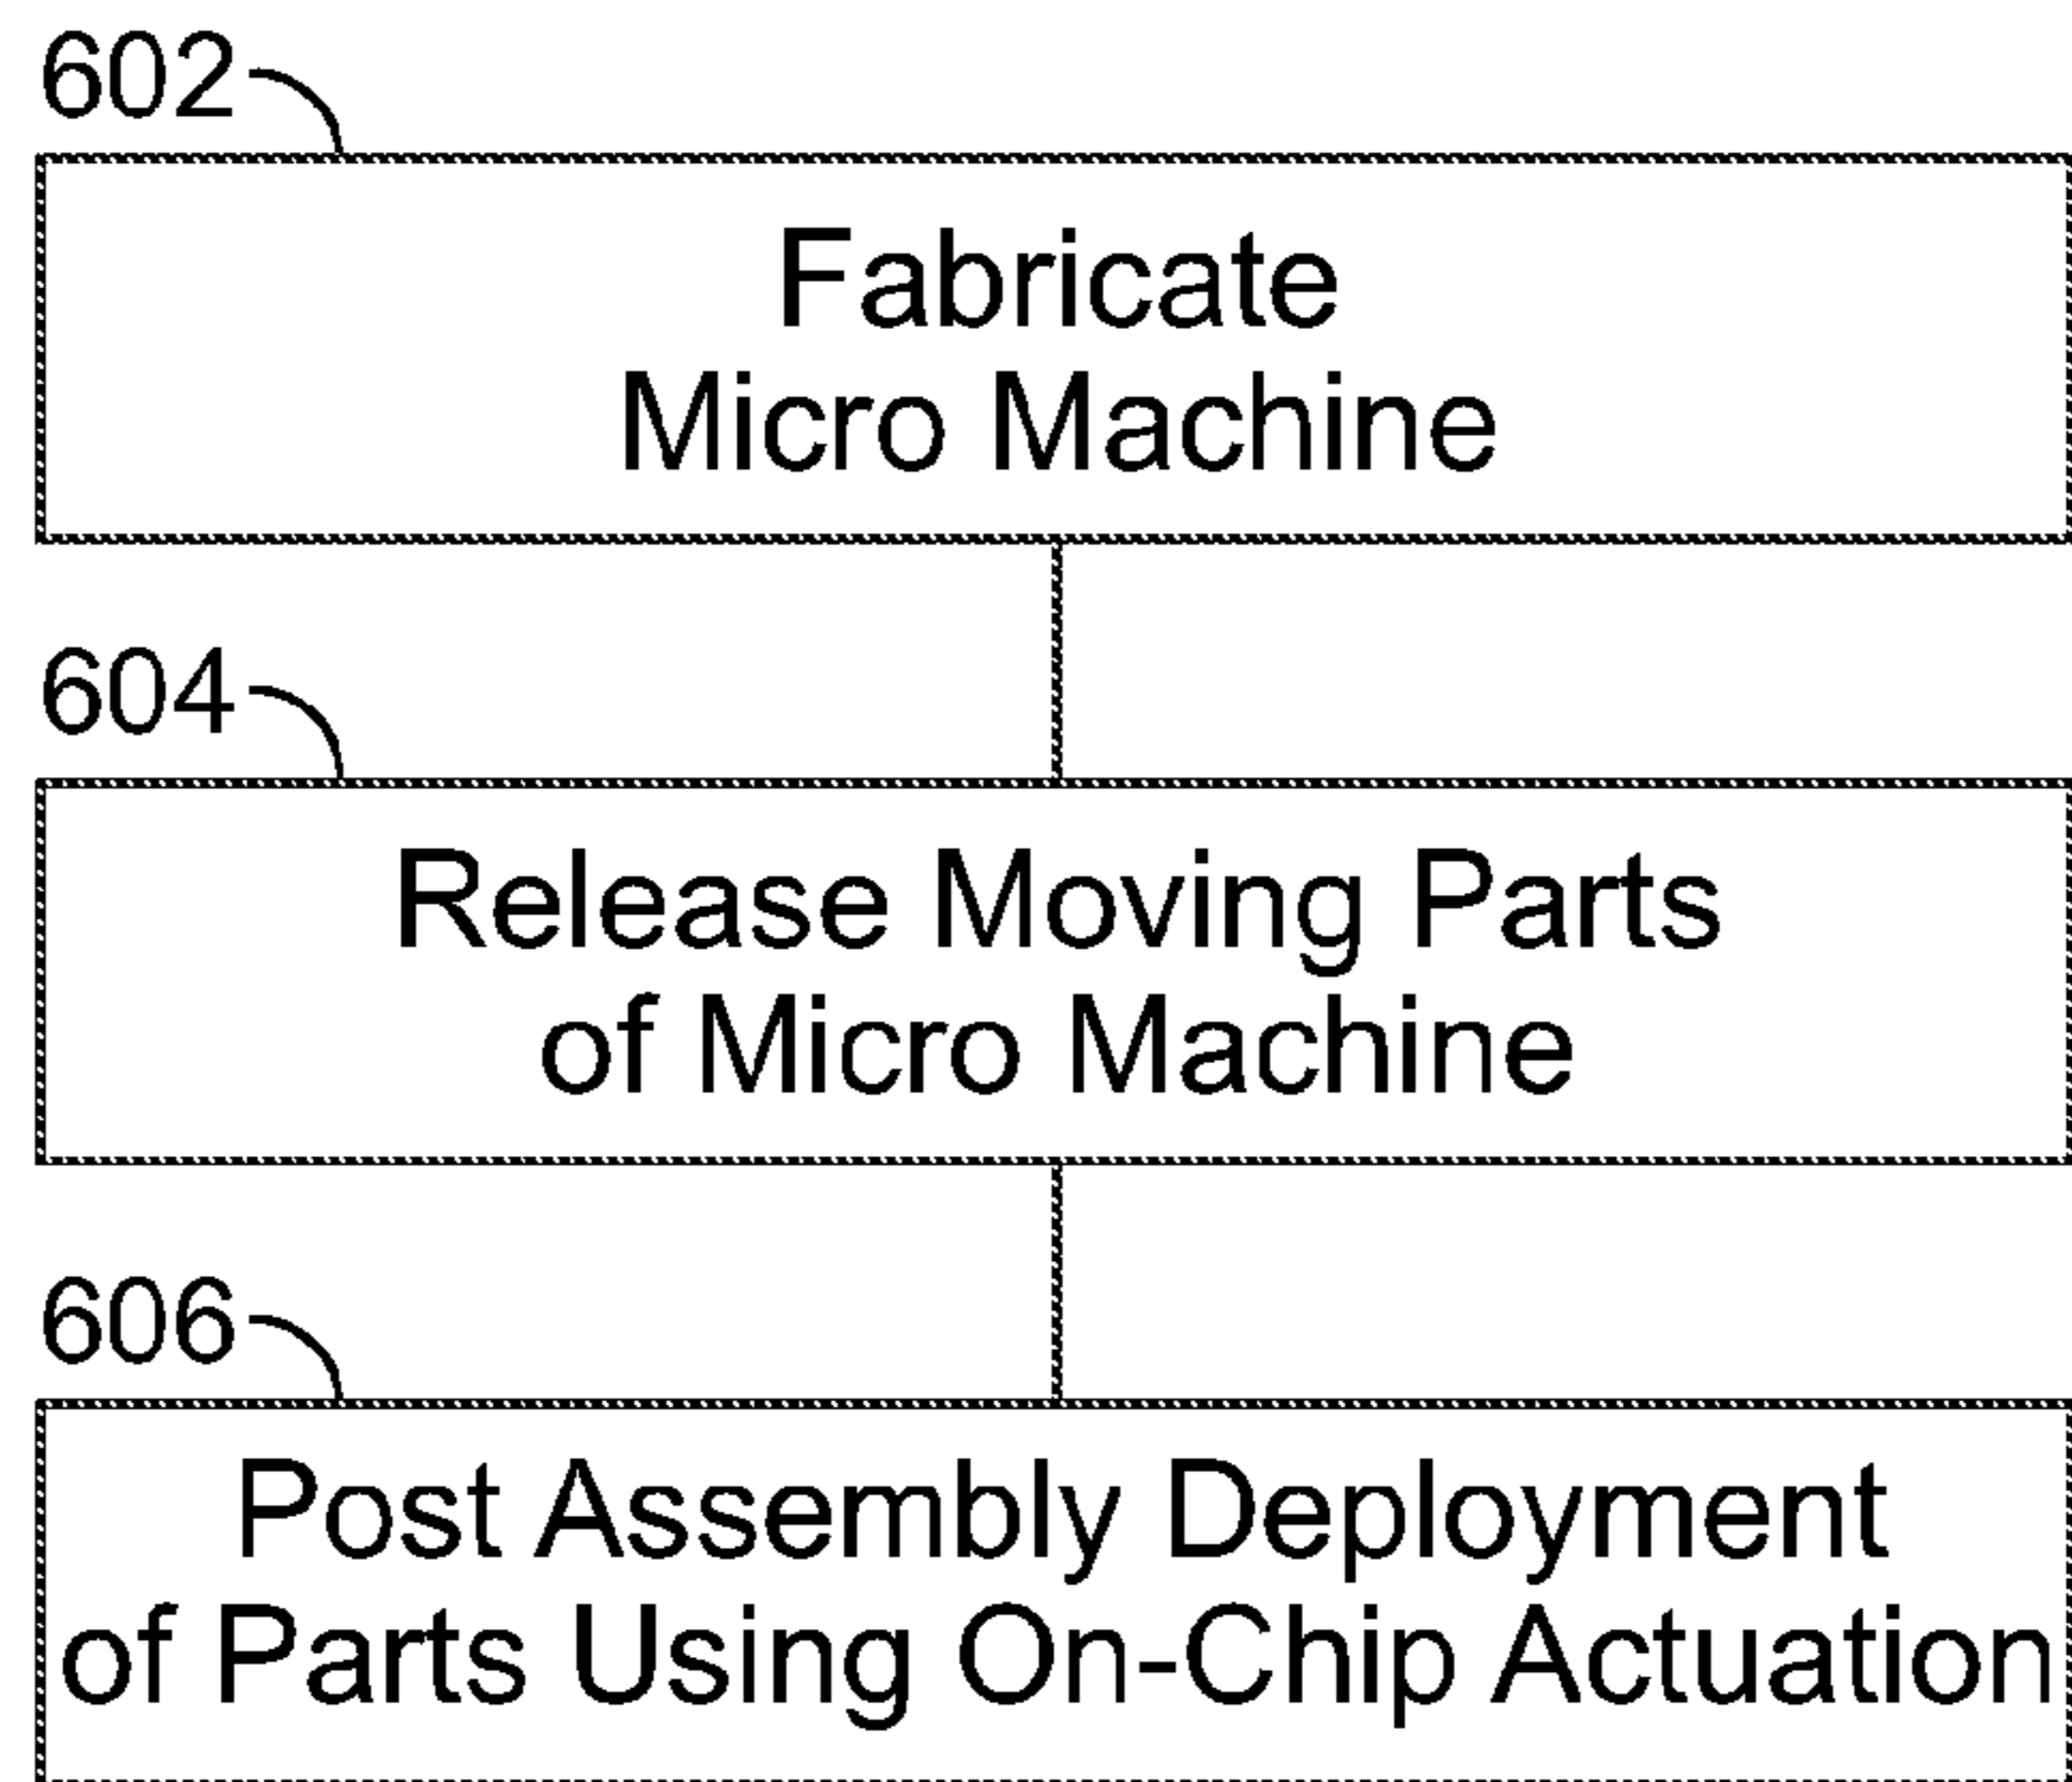 602
Fabricate
Micro Machine
604
Release Moving Parts
of Micro Machine
606
Post Assembly Deployment
of Parts Using On-Chip Actuation